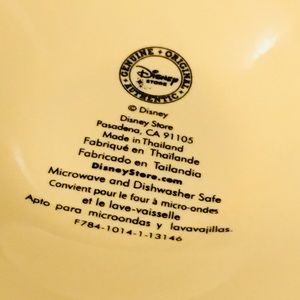 GENUINE • ORIGINAL • AUTHENTIC •
Disney
STORE
© Disney
Disney Store
Pasadena, CA 91105
Made in Thailand
Fabriqué en Thaïlande
Fabricado en Tailandia
DisneyStore.com
Microwave and Dishwasher Safe
Convient pour le four à micro-ondes
et le lave-vaisselle
Apto para microondas y lavavajillas.
F784-1014-1-13146